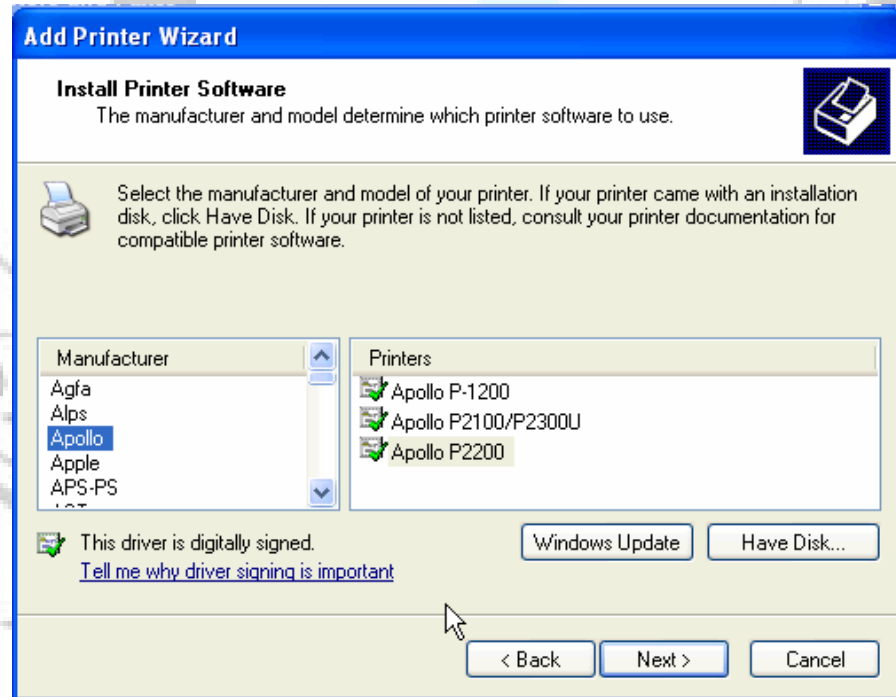 Add Printer Wizard
Install Printer Software
The manufacturer and model determine which printer software to use.
Select the manufacturer and model of your printer. If your printer came with an installation
disk, click Have Disk. If your printer is not listed, consult your printer documentation for
compatible printer software.
Manufacturer
Agfa
Alps
Apollo
Apple
APS-PS
Printers
Apollo P-1200
Apollo P2100/P2300U
Apollo P2200
This driver is digitally signed.
Tell me why driver signing is important
Windows Update
Have Disk...
< Back
Next >
Cancel